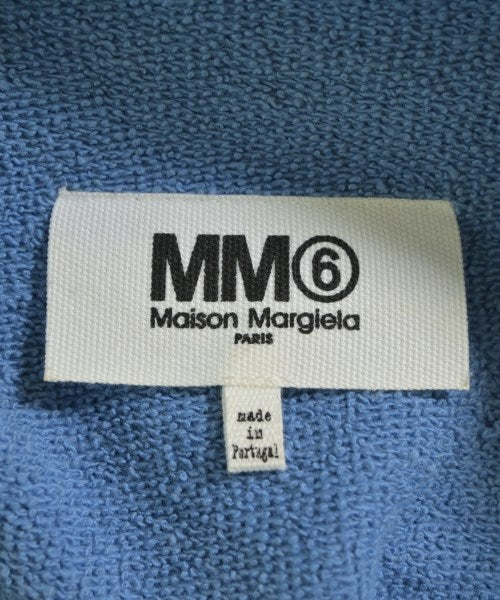 MM⑥
Maison Margiela
PARIS
made
in
Portugal